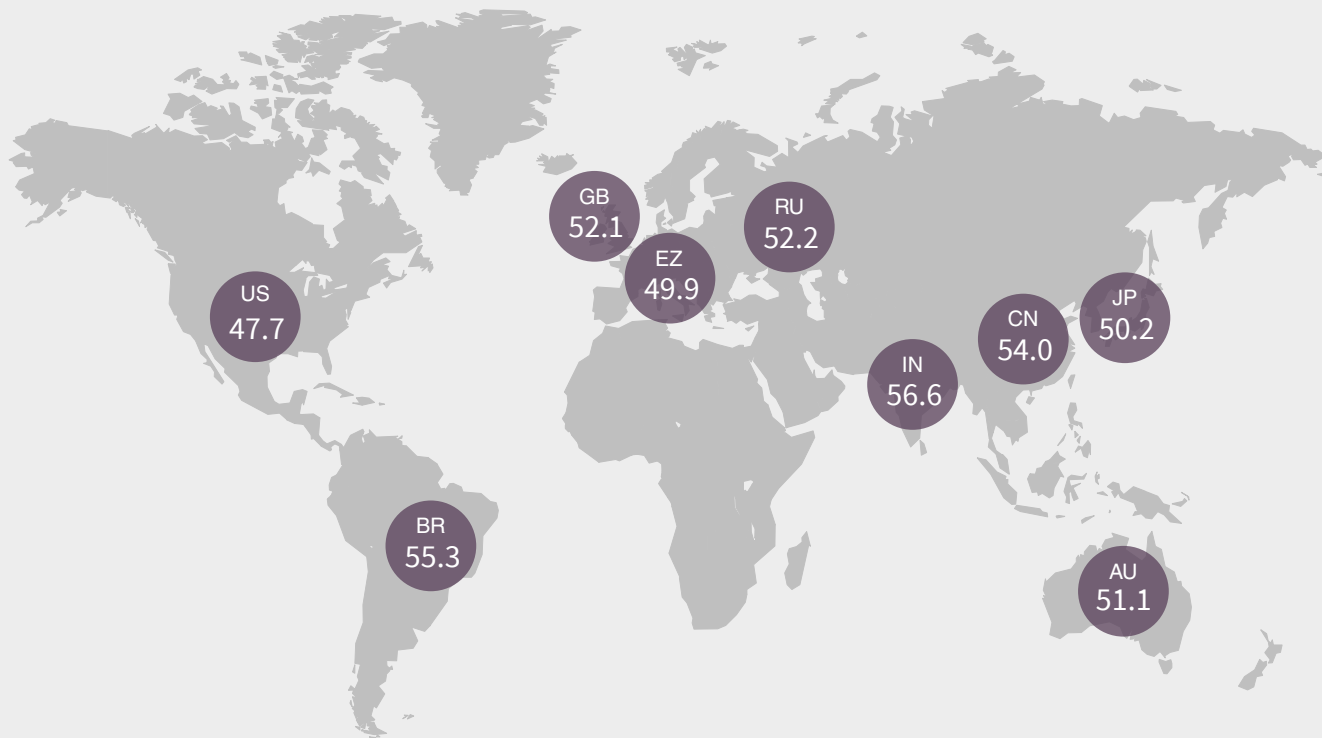 GB
52.1
RU
52.2
EZ
49.9
US
47.7
JP
50.2
CN
54.0
IN
56.6
BR
55.3
AU
51.1